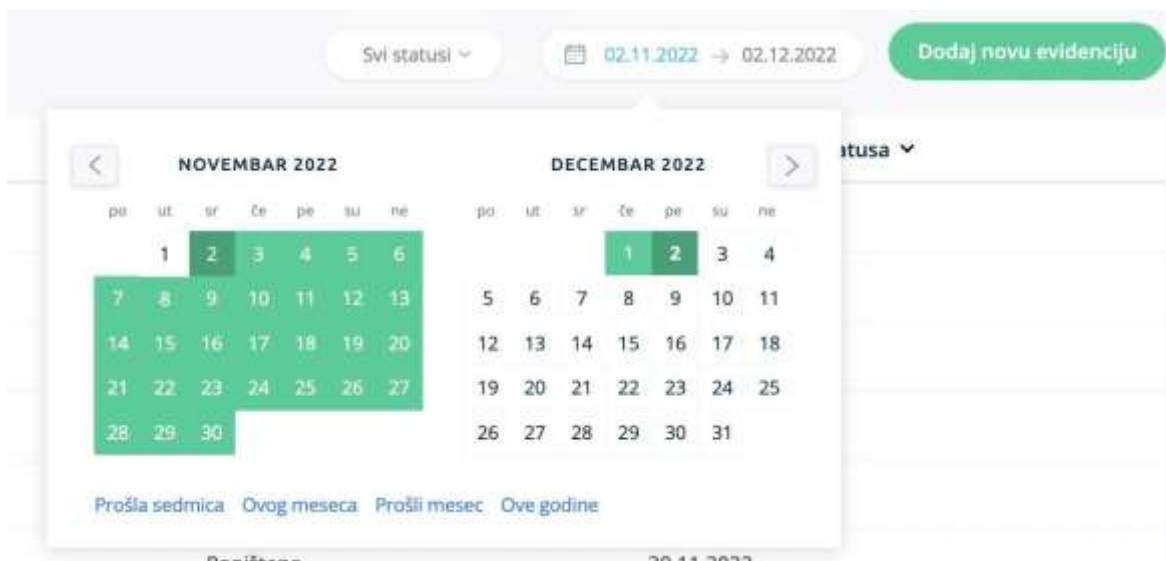 Svi statusi 02.11.2022 → 02.12.2022 Dodaj novu evidenciju
atusa
NOVEMBAR 2022 DECEMBAR 2022
po ut sr če pe su ne po ut sr če pe su ne
1 2 3 4 5 6 1 2 3 4
7 8 9 10 11 12 13 5 6 7 8 9 10 11
14 15 16 17 18 19 20 12 13 14 15 16 17 18
21 22 23 24 25 26 27 19 20 21 22 23 24 25
28 29 30 26 27 28 29 30 31
Prošla sedmica Ovog meseca Prošli mesec Ove godine